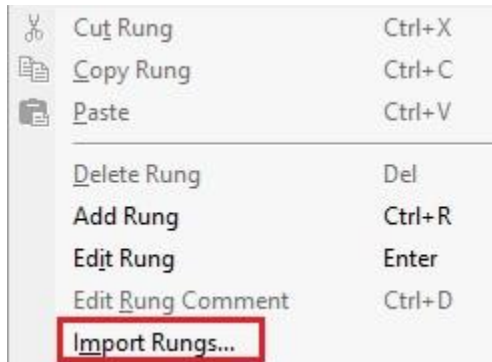 Cut Rung Ctrl+X
Copy Rung Ctrl+C
Paste Ctrl+V
Delete Rung Del
Add Rung Ctrl+R
Edit Rung Enter
Edit Rung Comment Ctrl+D
Import Rungs...